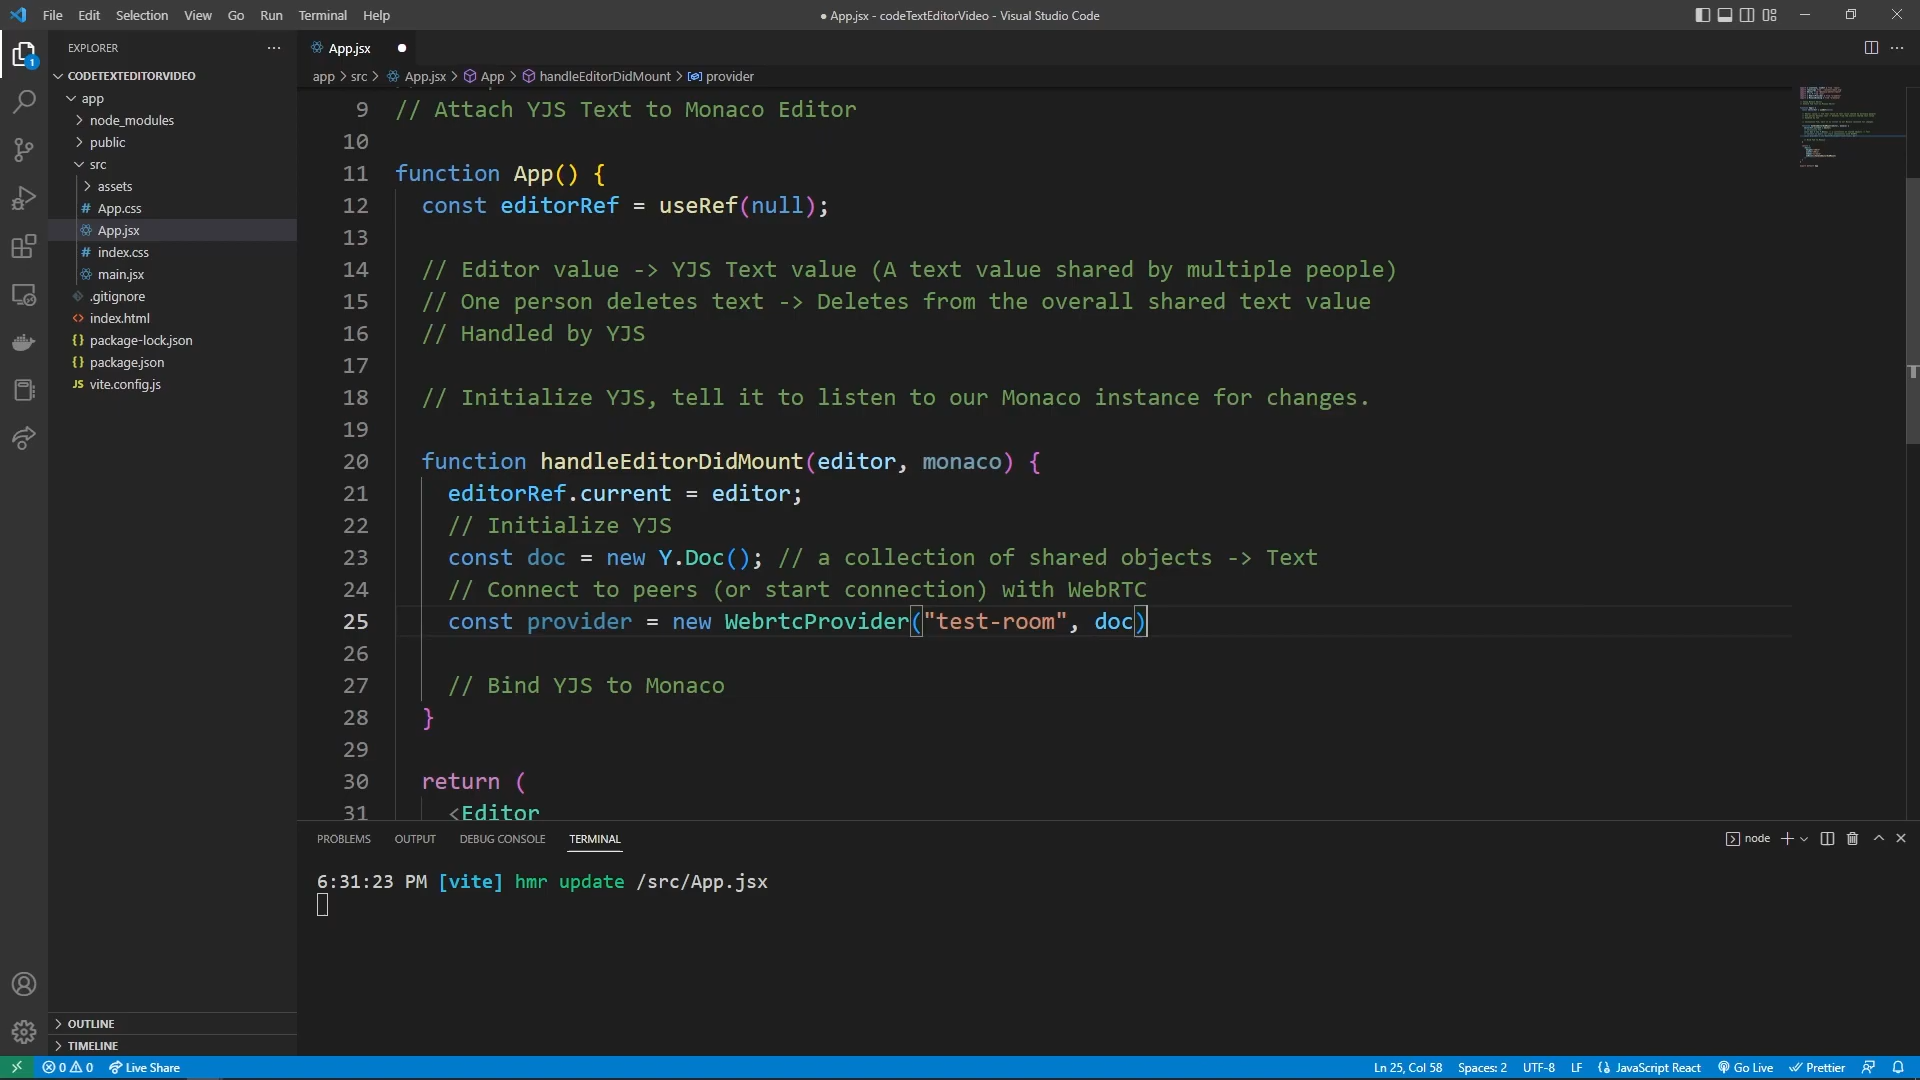 File Edit Selection View Go Run Terminal Help
● App.jsx - codeTextEditorVideo - Visual Studio Code
EXPLORER
1
CODETEXTEDITORVIDEO
app
node_modules
public
src
assets
# App.css
App.jsx
# index.css
main.jsx
.gitignore
<> index.html
{} package-lock.json
{} package.json
JS vite.config.js
OUTLINE
TIMELINE
App.jsx
app > src > App.jsx > App > handleEditorDidMount > provider
9 // Attach YJS Text to Monaco Editor
10
11 function App() {
12 const editorRef = useRef(null);
13
14 // Editor value -> YJS Text value (A text value shared by multiple people)
15 // One person deletes text -> Deletes from the overall shared text value
16 // Handled by YJS
17
18 // Initialize YJS, tell it to listen to our Monaco instance for changes.
19
20 function handleEditorDidMount(editor, monaco) {
21 editorRef.current = editor;
22 // Initialize YJS
23 const doc = new Y.Doc(); // a collection of shared objects -> Text
24 // Connect to peers (or start connection) with WebRTC
25 const provider = new WebrtcProvider("test-room", doc)
26
27 // Bind YJS to Monaco
28 }
29
30 return (
31 <Editor
PROBLEMS OUTPUT DEBUG CONSOLE TERMINAL
node
6:31:23 PM [vite] hmr update /src/App.jsx
0 0 Live Share
Ln 25, Col 58 Spaces: 2 UTF-8 LF {} JavaScript React Go Live Prettier